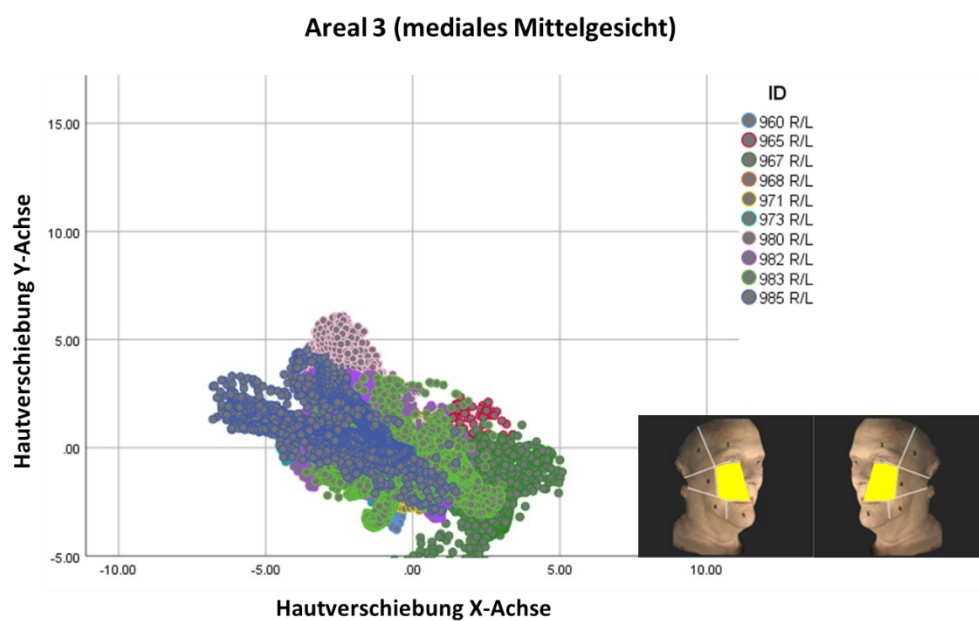 Areal 3 (mediales Mittelgesicht)
ID
960 R/L
965 R/L
967 R/L
968 R/L
971 R/L
973 R/L
980 R/L
982 R/L
983 R/L
985 R/L
Hautverschiebung Y-Achse
15.00
10.00
5.00
.00
-5.00
-10.00
-5.00
.00
5.00
10.00
Hautverschiebung X-Achse